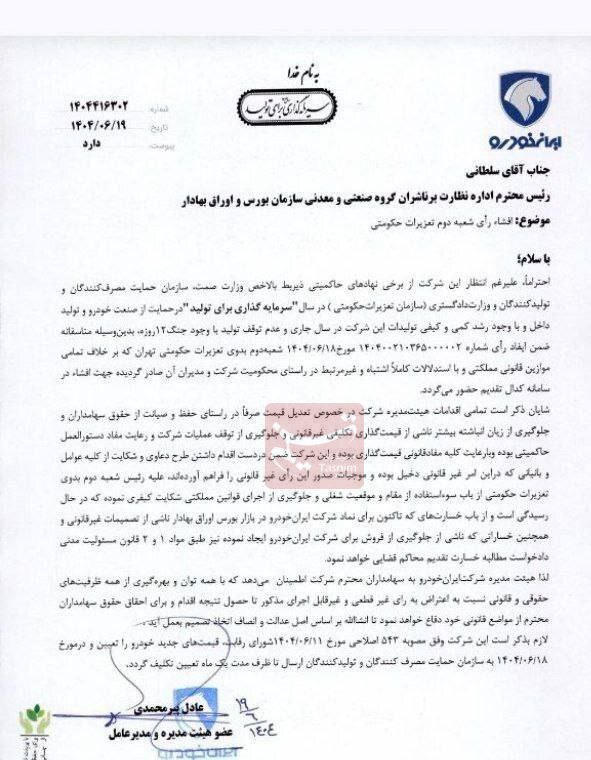 به نام خدا
سرمایه‌گذاری برای تولید
ایران‌خودرو
شماره: ۱۴۰۴۴۱۶۳۰۲
تاریخ: ۱۴۰۴/۰۶/۱۹
پیوست: دارد
جناب آقای سلطانی
رئیس محترم اداره نظارت برناشران گروه صنعتی و معدنی سازمان بورس و اوراق بهادار
موضوع: افشاء رأی شعبه دوم تعزیرات حکومتی
با سلام؛
احتراماً، علیرغم انتظار این شرکت از برخی نهادهای حاکمیتی ذیربط بالاخص وزارت صمت، سازمان حمایت مصرف‌کنندگان و
تولیدکنندگان و وزارت‌دادگستری (سازمان تعزیرات‌حکومتی) در سال"سرمایه گذاری برای تولید "درحمایت از صنعت خودرو و تولید
داخل و با وجود رشد کمی و کیفی تولیدات این شرکت در سال جاری و عدم توقف تولید با وجود جنگ۱۲روزه، بدین‌وسیله متاسفانه
ضمن ایفاد رأی شماره ۱۴۰۴۰۰۲۱۰۳۶۵۰۰۰۰۰۲ مورخ۱۴۰۴/۰۶/۱۸ شعبه‌دوم بدوی تعزیرات حکومتی تهران که بر خلاف تمامی
موازین قانونی مملکتی و با استدلالات کاملاً اشتباه و غیرمرتبط در راستای محکومیت شرکت و مدیران آن صادر گردیده جهت افشاء در
سامانه کدال تقدیم حضور می‌گردد.
شایان ذکر است تمامی اقدامات هیئت‌مدیره شرکت در خصوص تعدیل قیمت صرفاً در راستای حفظ و صیانت از حقوق سهامداران و
جلوگیری از زیان انباشته بیشتر ناشی از قیمت‌گذاری تکلیفی غیرقانونی و جلوگیری از توقف عملیات شرکت و رعایت مفاد دستورالعمل
حاکمیتی بوده وبارعایت کلیه مفادقانونی قیمت‌گذاری بوده و این شرکت ضمن دردست اقدام داشتن طرح دعاوی و شکایت از کلیه عوامل
و بانیانی که دراین امر غیر قانونی دخیل بوده و موجبات صدور این رأی غیر قانونی را فراهم آورده‌اند، علیه رئیس شعبه دوم بدوی
تعزیرات حکومتی از باب سوءاستفاده از مقام و موقعیت شغلی و جلوگیری از اجرای قوانین مملکتی شکایت کیفری نموده که در حال
رسیدگی است و از باب خسارت‌های که تاکنون برای نماد شرکت ایران‌خودرو در بازار بورس اوراق بهادار ناشی از تصمیمات غیرقانونی و
همچنین خساراتی که ناشی از جلوگیری از فروش برای شرکت ایران‌خودرو ایجاد نموده نیز طبق مواد ۱ و ۲ قانون مسئولیت مدنی
دادخواست مطالبه خسارت تقدیم محاکم قضایی خواهد نمود.
لذا هیئت مدیره شرکت‌ایران‌خودرو به سهامداران محترم شرکت اطمینان می‌دهد که با همه توان و بهره‌گیری از همه ظرفیت‌های
حقوقی و قانونی نسبت به اعتراض به رای غیر قطعی و غیرقابل اجرای مذکور تا حصول نتیجه اقدام و برای احقاق حقوق سهامداران
محترم از مواضع قانونی خود دفاع خواهد نمود تا انشاالله بر اساس اصل عدالت و انصاف اتخاذ تصمیم بعمل آید.
لازم بذکر است این شرکت وفق مصوبه ۵۴۳ اصلاحی مورخ ۱۴۰۴/۰۶/۱۱شورای رقابت، قیمت‌های جدید خودرو را تعیین و درمورخ
۱۴۰۴/۰۶/۱۸ به سازمان حمایت مصرف کنندگان و تولیدکنندگان ارسال تا ظرف مدت یک ماه تعیین تکلیف گردد.
عادل پیرمحمدی
عضو هیئت مدیره و مدیرعامل
۱۴۰۴/۶/۱۹
ایران‌خودرو
تسنیم
Tasnim